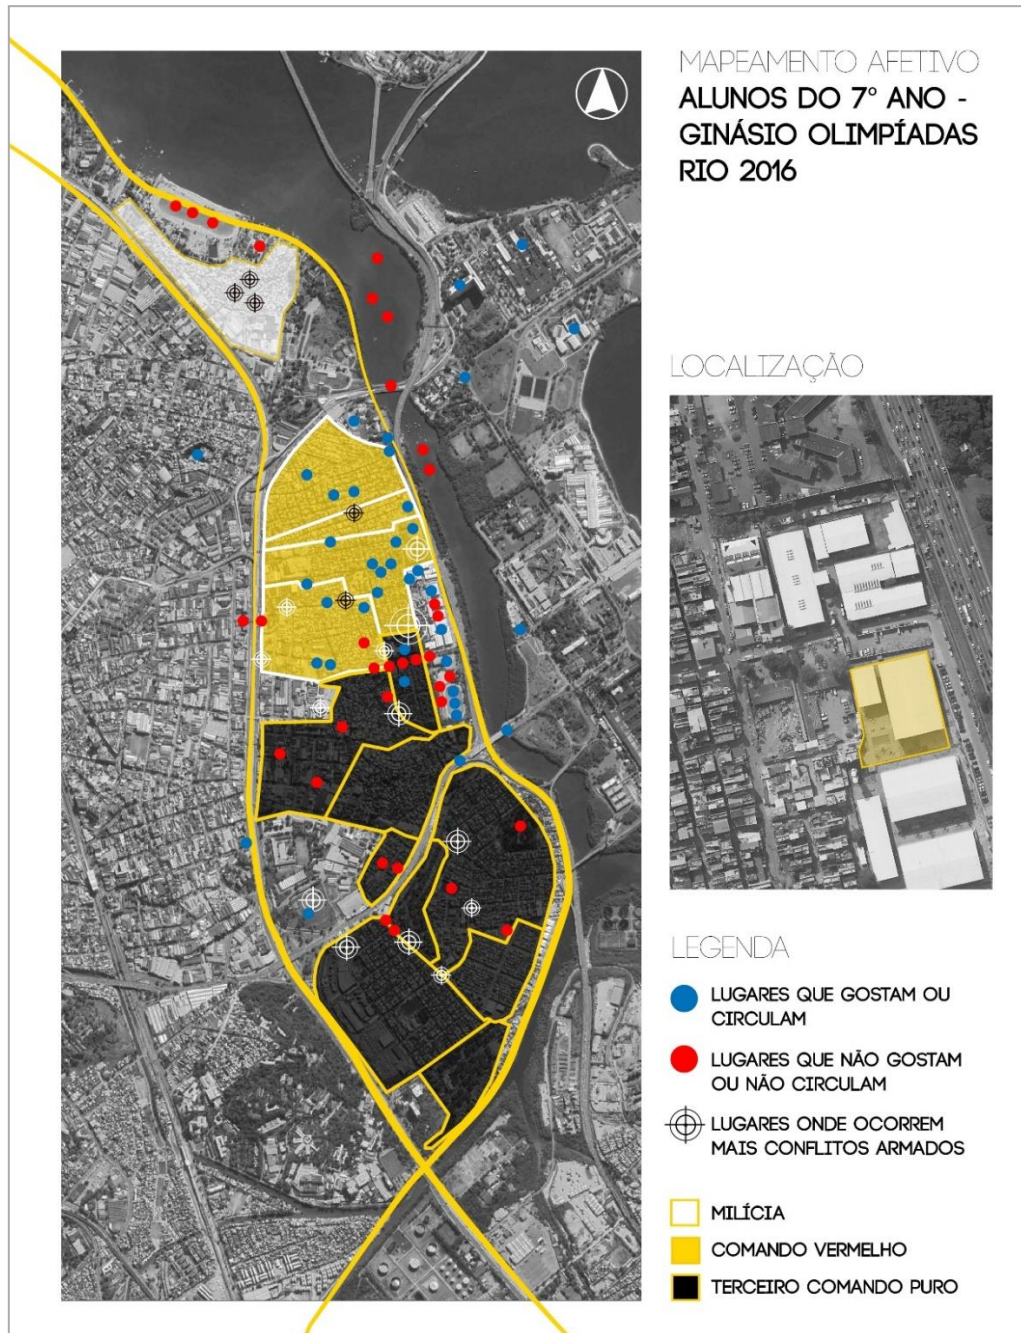 MAPEAMENTO AFETIVO
ALUNOS DO 7º ANO -
GINÁSIO OLIMPÍADAS
RIO 2016
LOCALIZAÇÃO
LEGENDA
LUGARES QUE GOSTAM OU
CIRCULAM
LUGARES QUE NÃO GOSTAM
OU NÃO CIRCULAM
LUGARES ONDE OCORREM
MAIS CONFLITOS ARMADOS
MILÍCIA
COMANDO VERMELHO
TERCEIRO COMANDO PURO